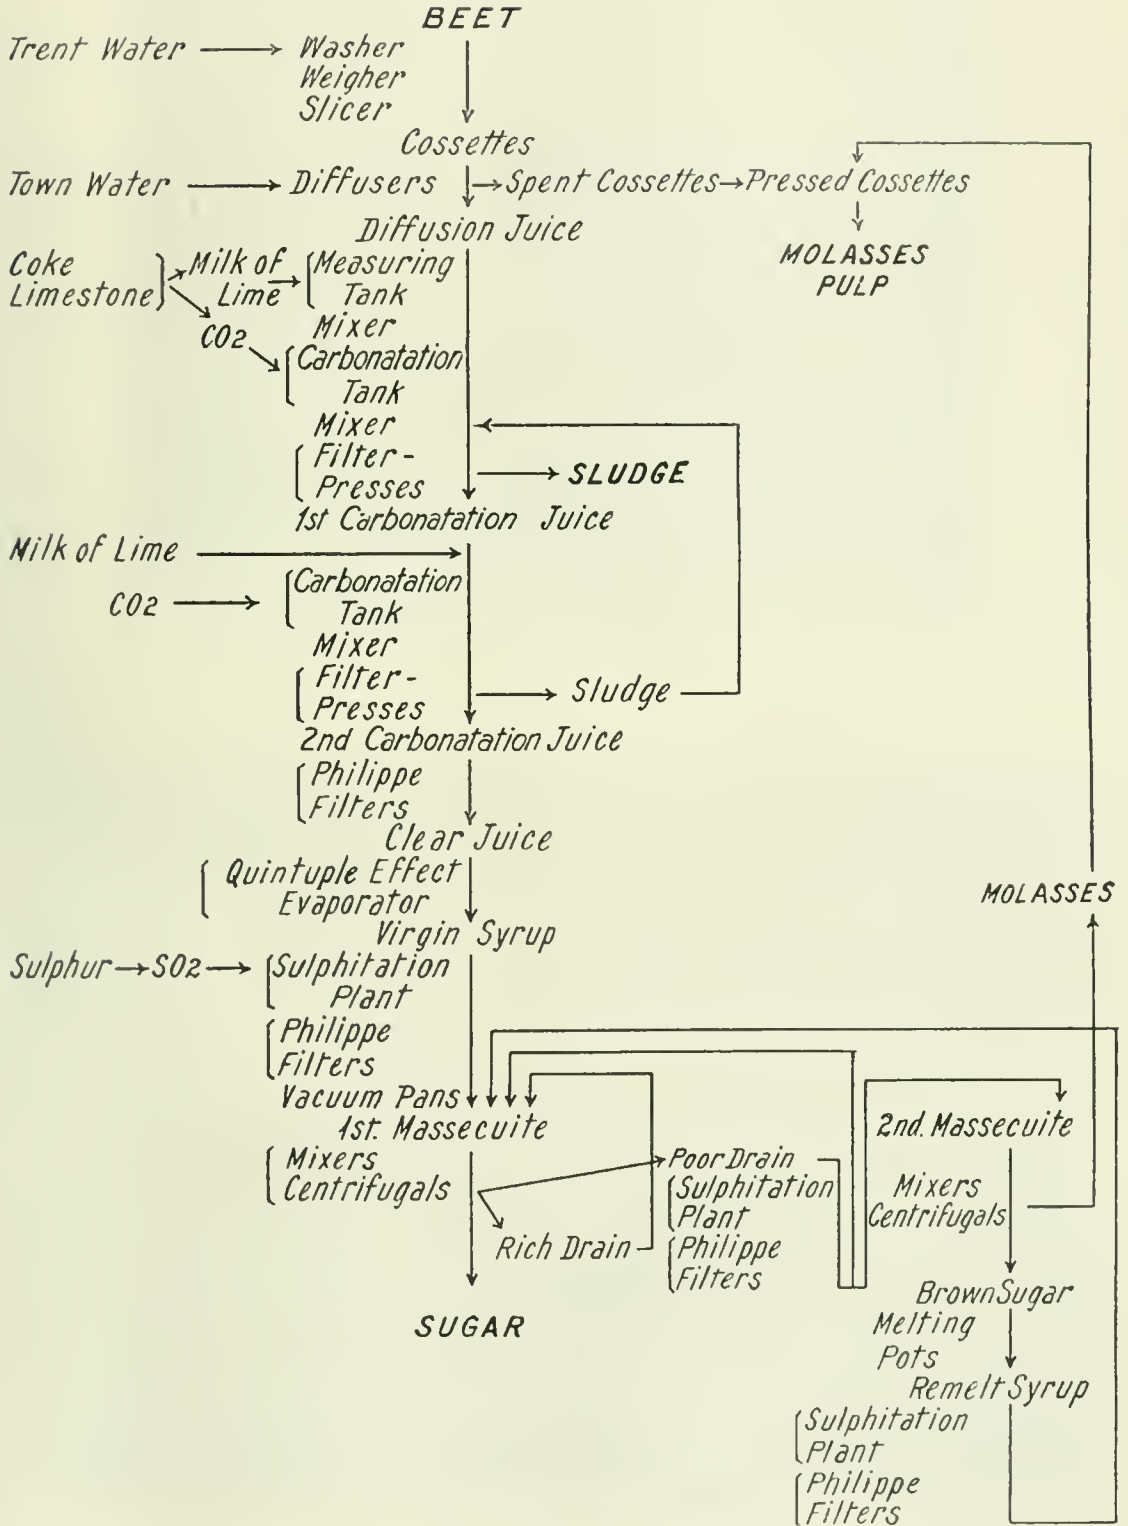 BEET
Trent Water
Washer
Weigher
Slicer
Cossettes
Town Water
Diffusers
Spent Cossettes
Pressed Cossettes
Diffusion Juice
MOLASSES
PULP
Coke
Limestone
Milk of
Lime
Measuring
Tank
Mixer
CO2
Carbonatation
Tank
Mixer
Filter-
Presses
SLUDGE
1st Carbonatation Juice
Milk of Lime
CO2
Carbonatation
Tank
Mixer
Filter-
Presses
Sludge
2nd Carbonatation Juice
Philippe
Filters
Clear Juice
Quintuple Effect
Evaporator
MOLASSES
Virgin Syrup
Sulphur
SO2
Sulphitation
Plant
Philippe
Filters
Vacuum Pans
1st. Massecuite
2nd. Massecuite
Mixers
Centrifugals
Poor Drain
Sulphitation
Plant
Rich Drain
Philippe
Filters
Mixers
Centrifugals
SUGAR
Brown Sugar
Melting
Pots
Remelt Syrup
Sulphitation
Plant
Philippe
Filters